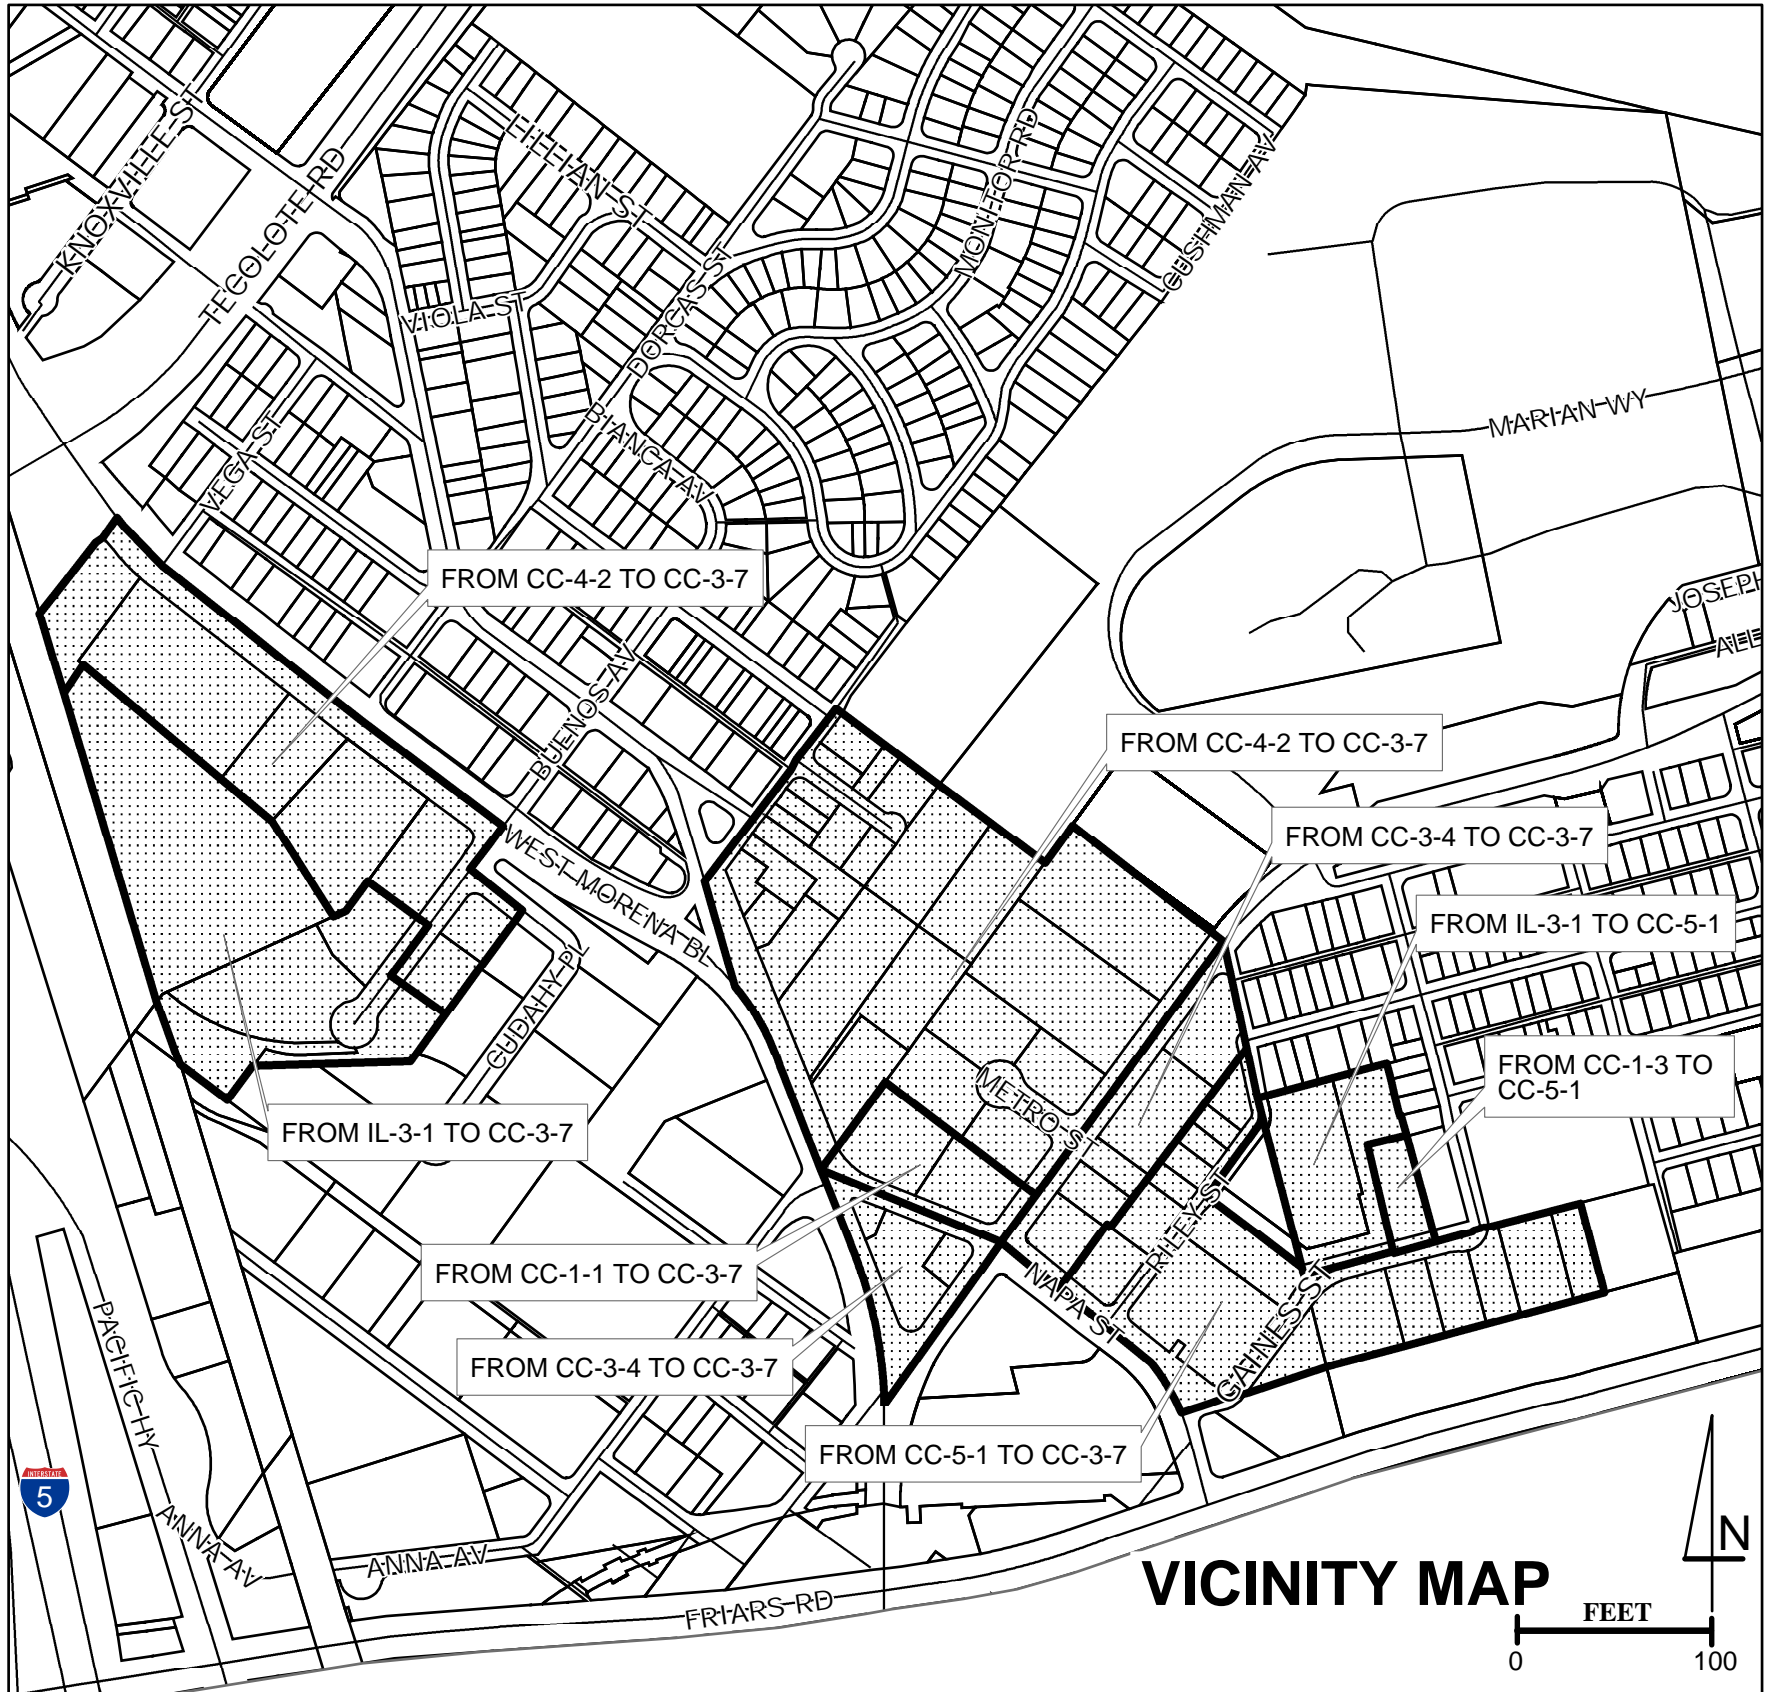 KNOXVILLE ST
TECOLOTE RD
LILLIAN ST
VIOLA ST
DORCAS ST
MONTFOR RD
CUSHMAN AV
BIANCA AV
VEGA ST
MARIAN WY
JOSEPH
ALL
FROM CC-4-2 TO CC-3-7
BUENOS AV
FROM CC-4-2 TO CC-3-7
FROM CC-3-4 TO CC-3-7
WEST MORENA BL
FROM IL-3-1 TO CC-5-1
CUDAHY PL
FROM CC-1-3 TO
CC-5-1
METRO ST
FROM IL-3-1 TO CC-3-7
RILEY ST
FROM CC-1-1 TO CC-3-7
NAPA ST
GAINES ST
FROM CC-3-4 TO CC-3-7
PACIFIC HY
FROM CC-5-1 TO CC-3-7
INTERSTATE
5
ANNA AV
ANNA AV
FRIARS RD
N
VICINITY MAP
FEET
0 100